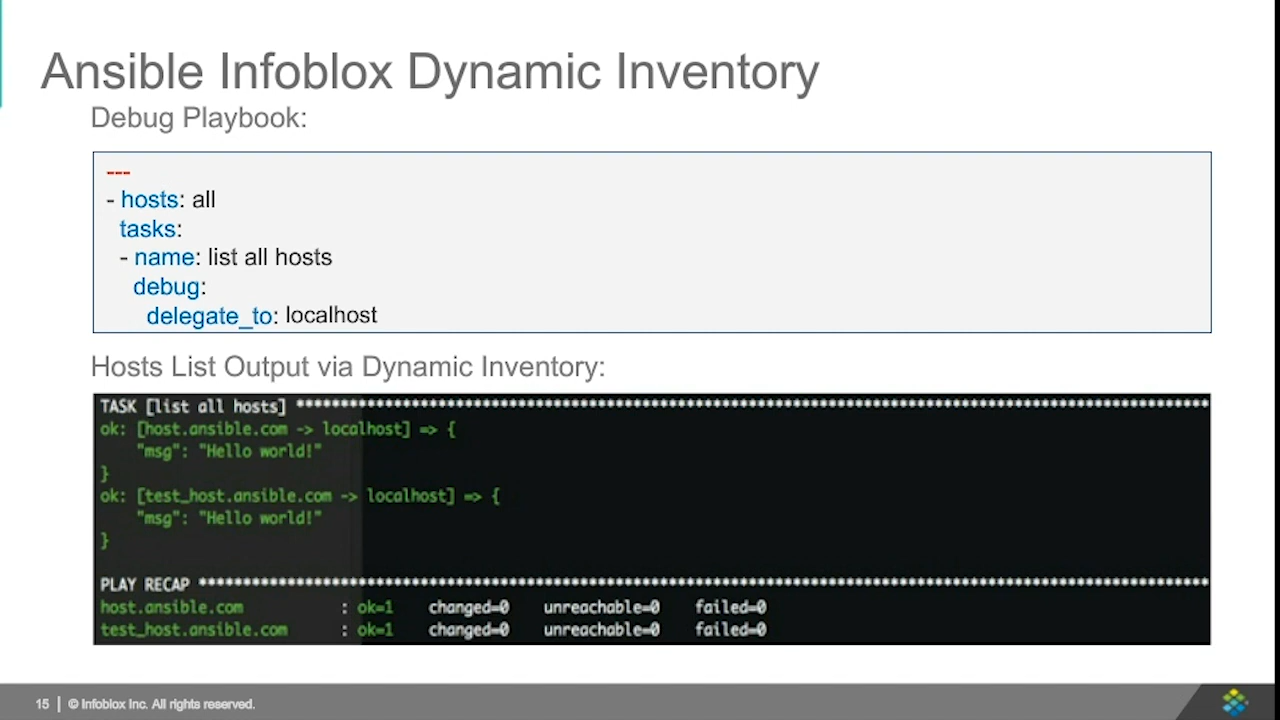 Ansible Infoblox Dynamic Inventory
Debug Playbook:
---
- hosts: all
tasks:
- name: list all hosts
debug:
delegate_to: localhost
Hosts List Output via Dynamic Inventory:
TASK [list all hosts] ****************************************************************************************************
ok: [host.ansible.com -> localhost] => {
"msg": "Hello world!"
}
ok: [test_host.ansible.com -> localhost] => {
"msg": "Hello world!"
}
PLAY RECAP ***************************************************************************************************************
host.ansible.com : ok=1 changed=0 unreachable=0 failed=0
test_host.ansible.com : ok=1 changed=0 unreachable=0 failed=0
15 | © Infoblox Inc. All rights reserved.